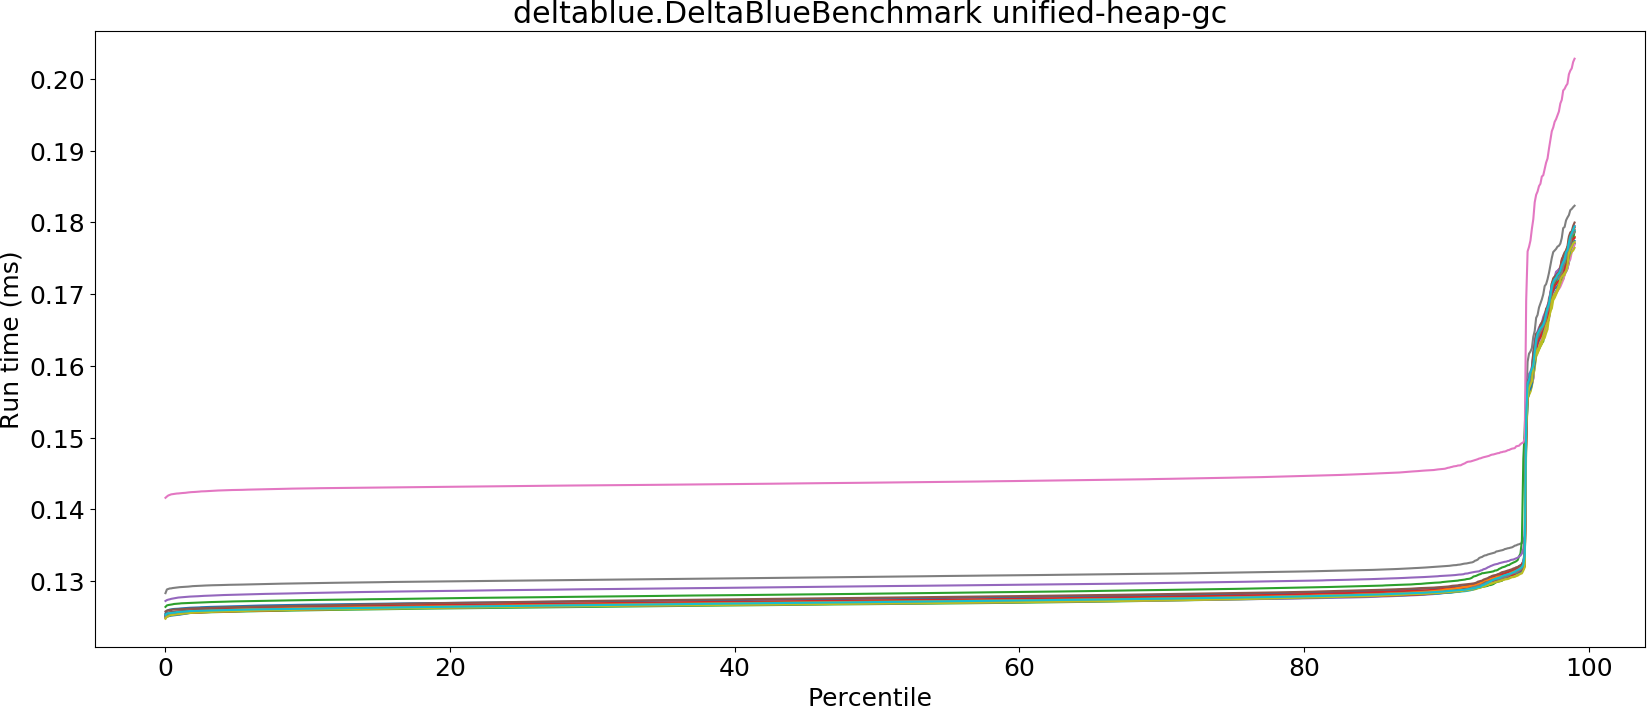 deltablue.DeltaBlueBenchmark unified-heap-gc
Run time (ms)
0.20
0.19
0.18
0.17
0.16
0.15
0.14
0.13
0 20 40 60 80 100
Percentile